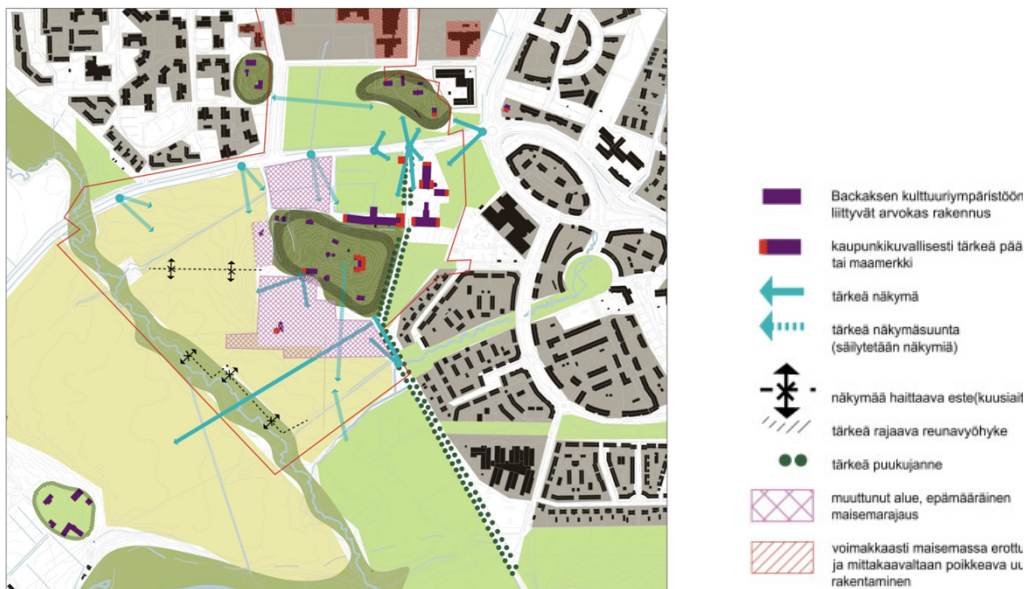 Backaksen kulttuuriympäristöön
liittyvät arvokas rakennus
kaupunkikuvallisesti tärkeä pää
tai maamerkki
tärkeä näkymä
tärkeä näkymäsuunta
(säilytetään näkymiä)
näkymää haittaava este(kuusiait
tärkeä rajaava reunavyöhyke
tärkeä puukujanne
muuttunut alue, epämääräinen
maisemarajaus
voimakkaasti maisemassa erottu
ja mittakaavaltaan poikkeava uu
rakentaminen